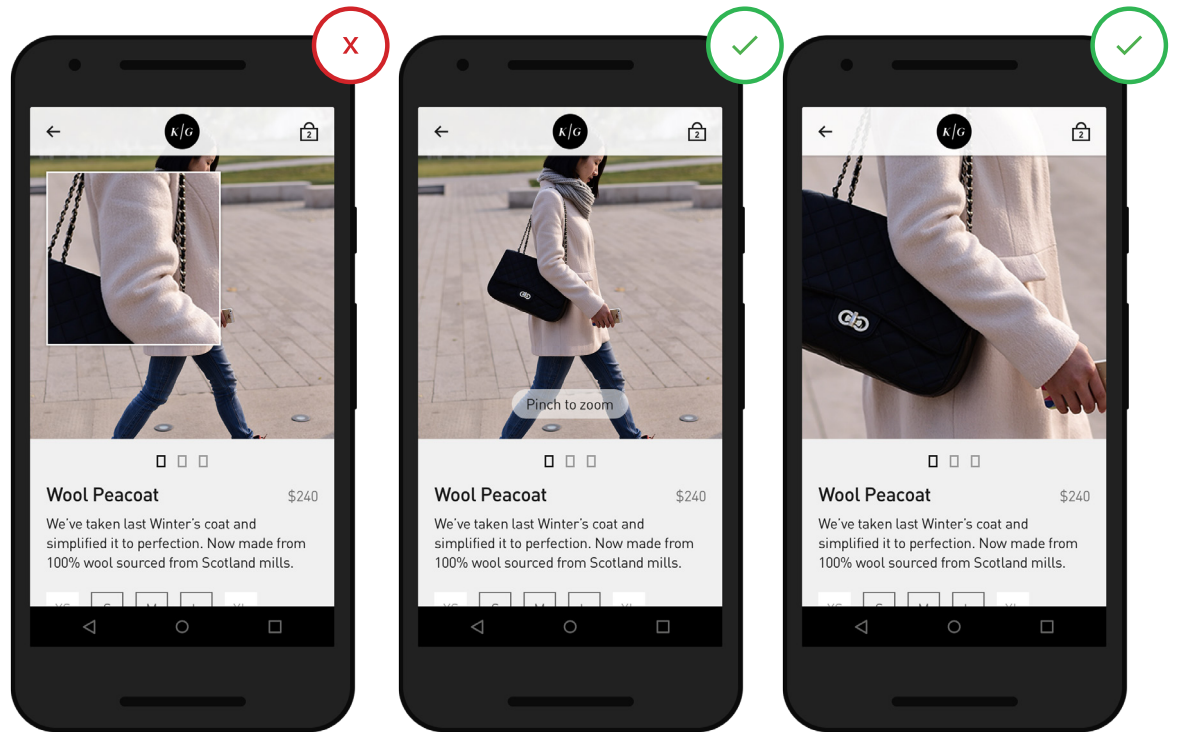 X
K/G
2
Wool Peacoat
$240
We've taken last Winter's coat and
simplified it to perfection. Now made from
100% wool sourced from Scotland mills.
K/G
2
Pinch to zoom
Wool Peacoat
$240
We've taken last Winter's coat and
simplified it to perfection. Now made from
100% wool sourced from Scotland mills.
K/G
2
Wool Peacoat
$240
We've taken last Winter's coat and
simplified it to perfection. Now made from
100% wool sourced from Scotland mills.